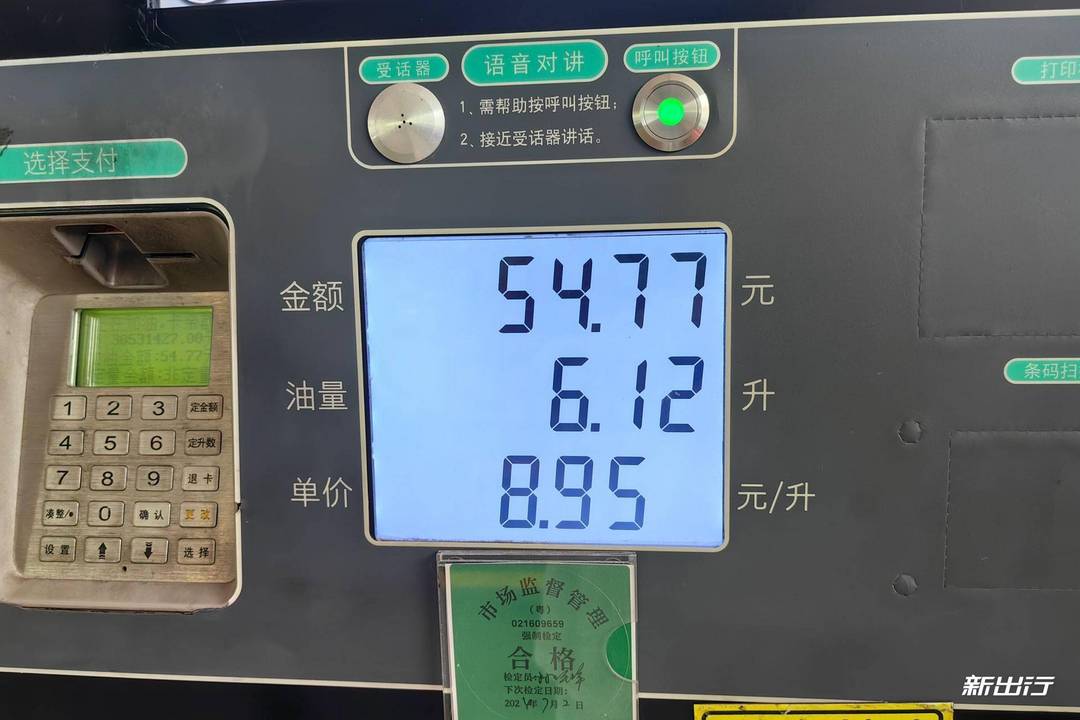 受话器
语音对讲
呼叫按钮
1、需帮助按呼叫按钮；
2、接近受话器讲话。
打印
选择支付
金额 54.77 元
油量 6.12 升
单价 8.95 元/升
条码扫
30531427.00
:54.77
1 2 3 定金额
4 5 6 定升数
7 8 9 退卡
凑整/• 0 确认 更改
设置 选择
市场监督管理
(粤)
021609659
强制检定
合格
检定员
下次检定日期：
新出行